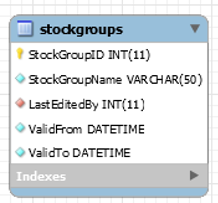 stockgroups
StockGroupID INT(11)
StockGroupName VARCHAR(50)
LastEditedBy INT(11)
ValidFrom DATETIME
ValidTo DATETIME
Indexes